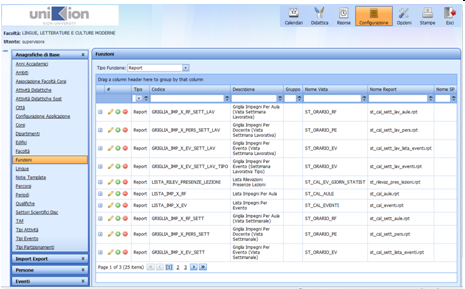 unikion
Calendari Didattica Risorse Configurazione Opzioni Stampe Esci
Facoltà: LINGUE, LETTERATURE E CULTURE MODERNE
Utente: supervisore
Anagrafiche di Base
Anni Accademici
Ambiti
Associazione Facoltà Corsi
Attività Didattiche
Attività Didattiche Sost
Città
Configurazione Applicazione
Corsi
Dipartimenti
Edifici
Facoltà
Funzioni
Lingue
Note Template
Percorsi
Periodi
Qualifiche
Settori Scientifici Disc
TAF
Tipi Attività
Tipi Evento
Tipi Partizionamenti
Import Export
Persone
Eventi
Funzioni
Tipo Funzione: Report
Drag a column header here to group by that column
# Tipo Codice Descrizione Gruppo Nome Vista Nome Report Nome SP
Report GRIGLIA_IMP_X_RF_SETT_LAV Griglia Impegni Per Aula (Vista Settimana Lavorativa) ST_ORARIO_RF st_cal_sett_lav_aule.rpt
Report GRIGLIA_IMP_X_PERS_SETT_LAV Griglia Impegni Per Docente (Vista Settimana Lavorativa) ST_ORARIO_PE st_cal_sett_lav_pers.rpt
Report GRIGLIA_IMP_X_EV_SETT_LAV Griglia Impegni Per Evento (Vista Settimana Lavorativa) ST_ORARIO_EV st_cal_sett_lav_lista_eventi.rpt
Report GRIGLIA_IMP_X_EV_SETT_LAV_TIPO Griglia Impegni Per Evento (Vista Settimana Lavorativa Tipo) ST_ORARIO_EV st_cal_sett_lav_eventi.rpt
Report LISTA_RILEV_PRESENZE_LEZIONE Lista Rilevazioni Presenze Lezioni ST_CAL_EV_GIORN_STATIST st_rilevaz_pres_lezioni.rpt
Report LISTA_IMP_X_RF Lista Impegni Per Aula ST_CAL_AULE st_cal_aule.rpt
Report LISTA_IMP_X_EV Lista Impegni Per Evento ST_CAL_EVENTI st_cal_eventi.rpt
Report GRIGLIA_IMP_X_RF_SETT Griglia Impegni Per Aula (Vista Settimanale) ST_ORARIO_RF st_cal_sett_aule.rpt
Report GRIGLIA_IMP_X_PERS_SETT Griglia Impegni Per Docente (Vista Settimanale) ST_ORARIO_PE st_cal_sett_pers.rpt
Report GRIGLIA_IMP_X_EV_SETT Griglia Impegni Per Evento (Vista Settimanale) ST_ORARIO_EV st_cal_sett_lista_eventi.rpt
Page 1 of 3 (25 items) [1] 2 3